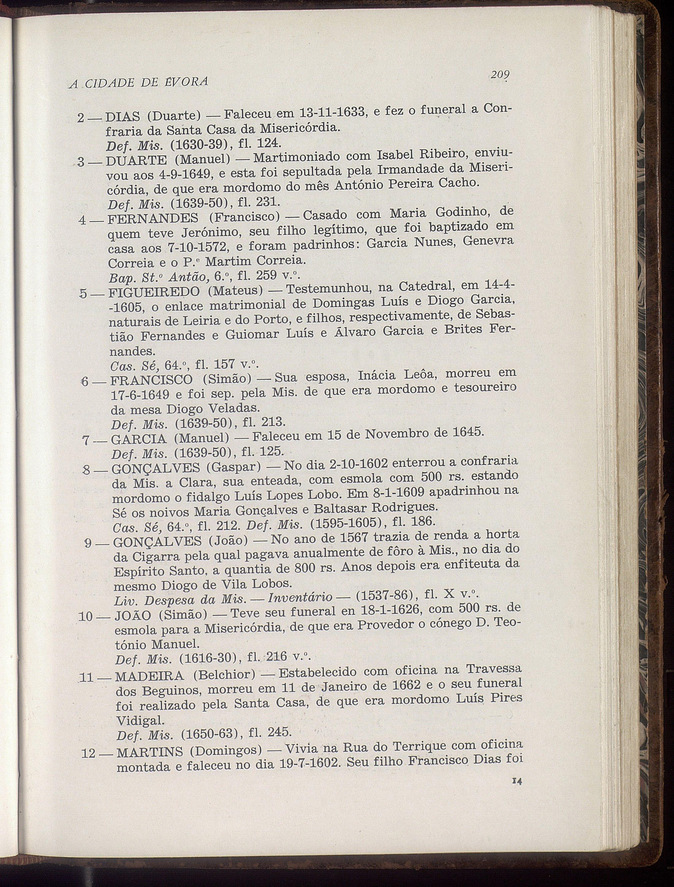 A CIDADE DE ÉVORA 209
2 — DIAS (Duarte) — Faleceu em 13-11-1633, e fez o funeral a Con-
fraria da Santa Casa da Misericórdia.
Def. Mis. (1630-39), fl. 124.
3 — DUARTE (Manuel) — Martimoniado com Isabel Ribeiro, enviu-
vou aos 4-9-1649, e esta foi sepultada pela Irmandade da Miseri-
córdia, de que era mordomo do mês António Pereira Cacho.
Def. Mis. (1639-50), fl. 231.
4 — FERNANDES (Francisco) — Casado com Maria Godinho, de
quem teve Jerónimo, seu filho legítimo, que foi baptizado em
casa aos 7-10-1572, e foram padrinhos: Garcia Nunes, Genevra
Correia e o P.e Martim Correia.
Bap. St.º Antão, 6.º, fl. 259 v.º.
5 — FIGUEIREDO (Mateus) — Testemunhou, na Catedral, em 14-4-
-1605, o enlace matrimonial de Domingas Luís e Diogo Garcia,
naturais de Leiria e do Porto, e filhos, respectivamente, de Sebas-
tião Fernandes e Guiomar Luís e Álvaro Garcia e Brites Fer-
nandes.
Cas. Sé, 64.º, fl. 157 v.º.
6 — FRANCISCO (Simão) — Sua esposa, Inácia Leôa, morreu em
17-6-1649 e foi sep. pela Mis. de que era mordomo e tesoureiro
da mesa Diogo Veladas.
Def. Mis. (1639-50), fl. 213.
7 — GARCIA (Manuel) — Faleceu em 15 de Novembro de 1645.
Def. Mis. (1639-50), fl. 125.
8 — GONÇALVES (Gaspar) — No dia 2-10-1602 enterrou a confraria
da Mis. a Clara, sua enteada, com esmola com 500 rs. estando
mordomo o fidalgo Luís Lopes Lobo. Em 8-1-1609 apadrinhou na
Sé os noivos Maria Gonçalves e Baltasar Rodrigues.
Cas. Sé, 64.º, fl. 212. Def. Mis. (1595-1605), fl. 186.
9 — GONÇALVES (João) — No ano de 1567 trazia de renda a horta
da Cigarra pela qual pagava anualmente de fôro à Mis., no dia do
Espírito Santo, a quantia de 800 rs. Anos depois era enfiteuta da
mesmo Diogo de Vila Lobos.
Liv. Despesa da Mis. — Inventário — (1537-86), fl. X v.º.
10 — JOÃO (Simão) — Teve seu funeral en 18-1-1626, com 500 rs. de
esmola para a Misericórdia, de que era Provedor o cónego D. Teo-
tónio Manuel.
Def. Mis. (1616-30), fl. 216 v.º.
11 — MADEIRA (Belchior) — Estabelecido com oficina na Travessa
dos Beguinos, morreu em 11 de Janeiro de 1662 e o seu funeral
foi realizado pela Santa Casa, de que era mordomo Luís Pires
Vidigal.
Def. Mis. (1650-63), fl. 245.
12 — MARTINS (Domingos) — Vivia na Rua do Terrique com oficina
montada e faleceu no dia 19-7-1602. Seu filho Francisco Dias foi
14